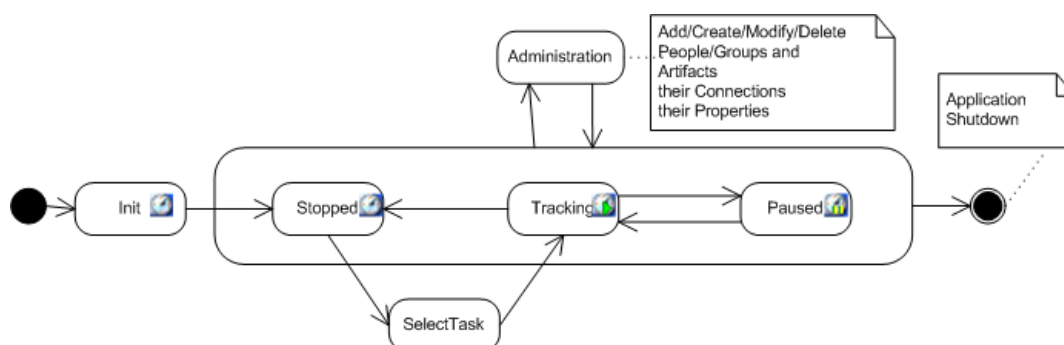 Administration
Add/Create/Modify/Delete
People/Groups and
Artifacts
their Connections
their Properties
Application
Shutdown
Init
Stopped
Tracking
Paused
SelectTask